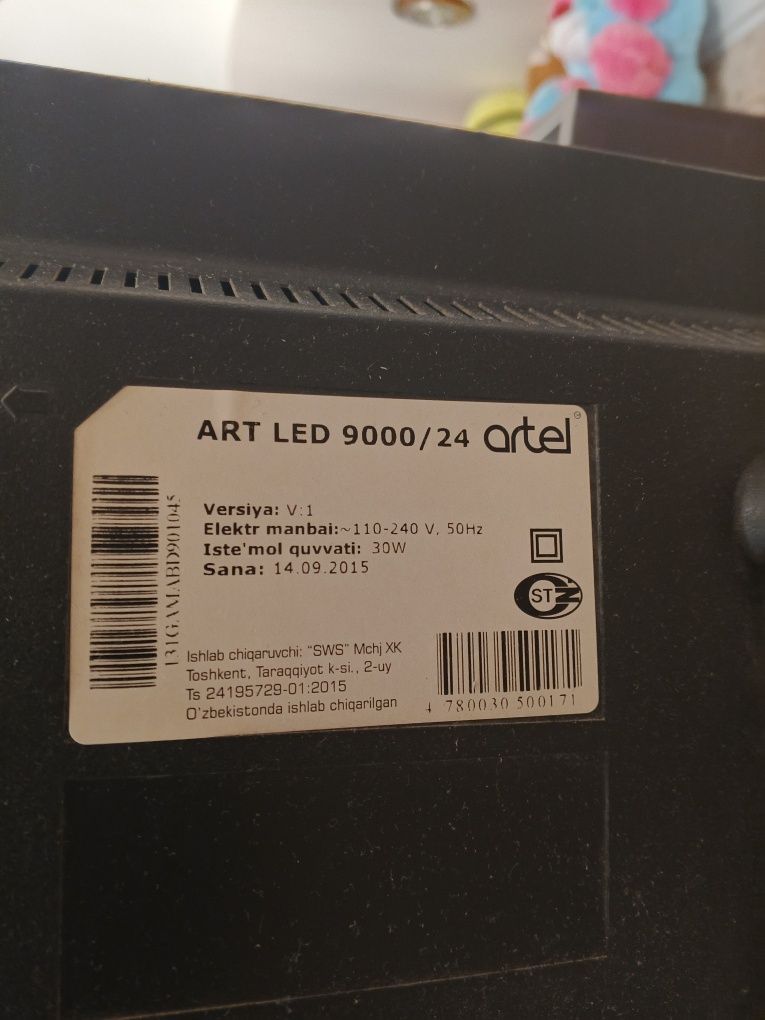 ART LED 9000/24 artel
Versiya: V:1
Elektr manbai:~110-240 V, 50Hz
Iste'mol quvvati: 30W
Sana: 14.09.2015
131GAMABD901045
Ishlab chiqaruvchi: "SWS" Mchj XK
Toshkent, Taraqqiyot k-si., 2-uy
Ts 24195729-01:2015
O'zbekistonda ishlab chiqarilgan
STZ
4 780030 500171